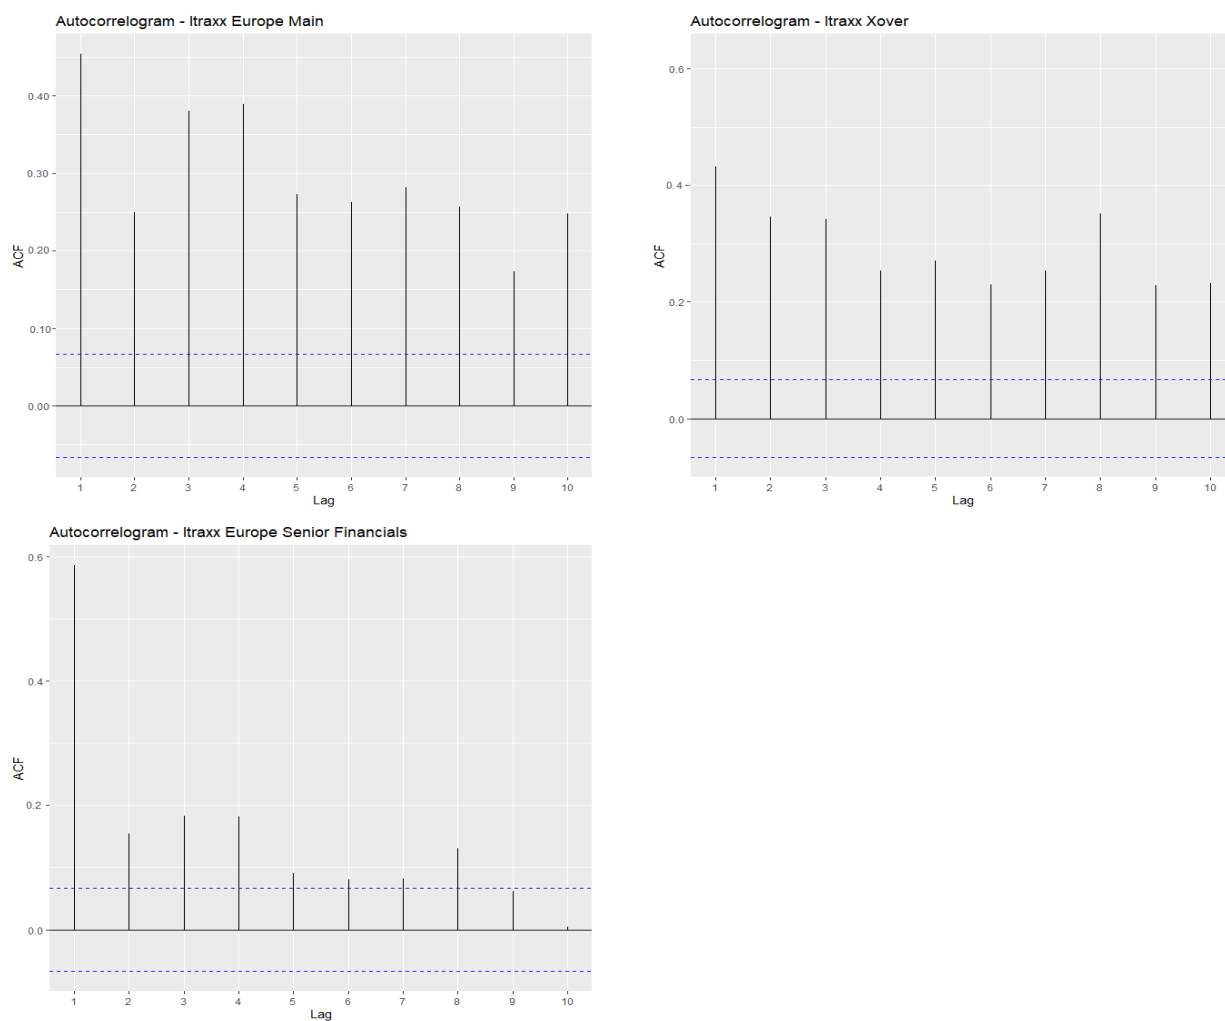 Autocorrelogram - Itraxx Europe Main
ACF
0.40
0.30
0.20
0.10
0.00
1 2 3 4 5 6 7 8 9 10
Lag
Autocorrelogram - Itraxx Xover
ACF
0.6
0.4
0.2
0.0
1 2 3 4 5 6 7 8 9 10
Lag
Autocorrelogram - Itraxx Europe Senior Financials
ACF
0.6
0.4
0.2
0.0
1 2 3 4 5 6 7 8 9 10
Lag